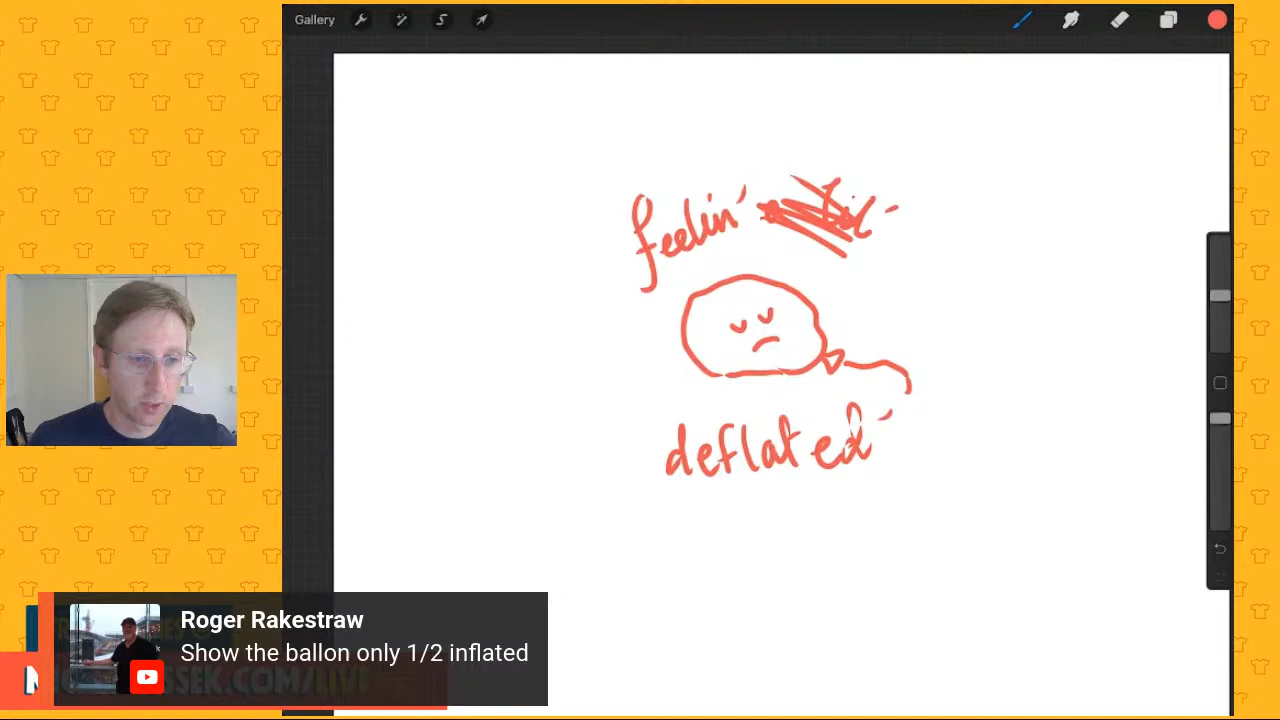 Gallery
feelin'
deflated
Roger Rakestraw
Show the ballon only 1/2 inflated